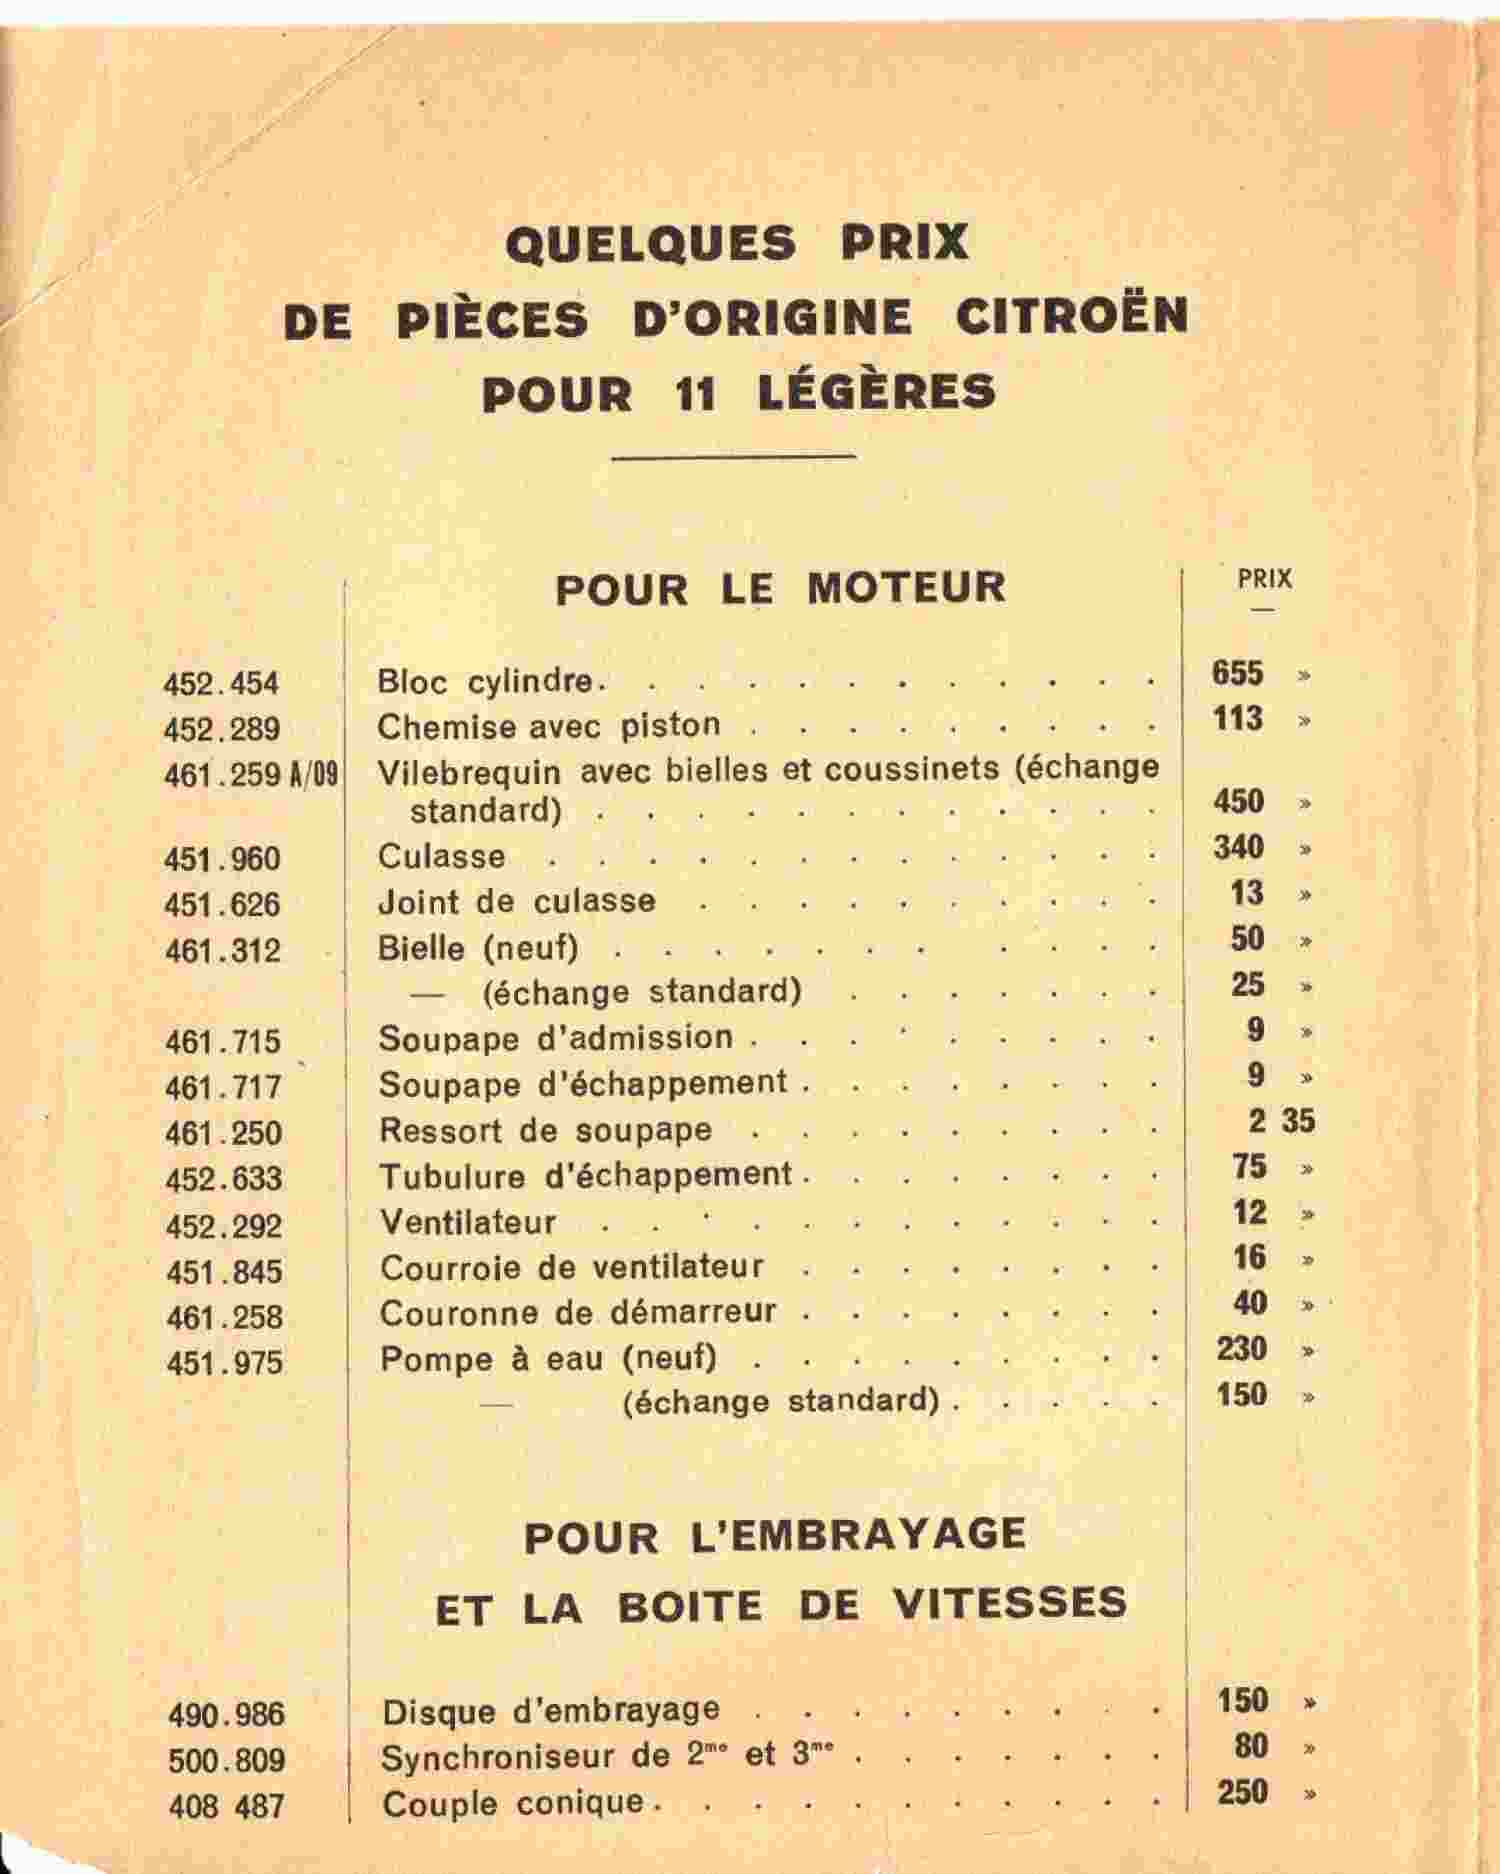 QUELQUES PRIX
DE PIÈCES D'ORIGINE CITROËN
POUR 11 LÉGÈRES
POUR LE MOTEUR PRIX
452.454 Bloc cylindre. . . . . . . . . . . . 655 »
452.289 Chemise avec piston . . . . . . . . . 113 »
461.259 A/09 Vilebrequin avec bielles et coussinets (échange
standard) . . . . . . . . . . . . 450 »
451.960 Culasse . . . . . . . . . . . . . 340 »
451.626 Joint de culasse . . . . . . . . . . 13 »
461.312 Bielle (neuf) . . . . . . . . . . . 50 »
— (échange standard) . . . . . . . 25 »
461.715 Soupape d'admission . . . . . . . . . 9 »
461.717 Soupape d'échappement . . . . . . . . 9 »
461.250 Ressort de soupape . . . . . . . . . 2 35
452.633 Tubulure d'échappement . . . . . . . . 75 »
452.292 Ventilateur . . . . . . . . . . . . 12 »
451.845 Courroie de ventilateur . . . . . . . . 16 »
461.258 Couronne de démarreur . . . . . . . . 40 »
451.975 Pompe à eau (neuf) . . . . . . . . . 230 »
— (échange standard) . . . . . 150 »
POUR L'EMBRAYAGE
ET LA BOITE DE VITESSES
490.986 Disque d'embrayage . . . . . . . . . 150 »
500.809 Synchroniseur de 2me et 3me . . . . . . . 80 »
408 487 Couple conique . . . . . . . . . . . 250 »